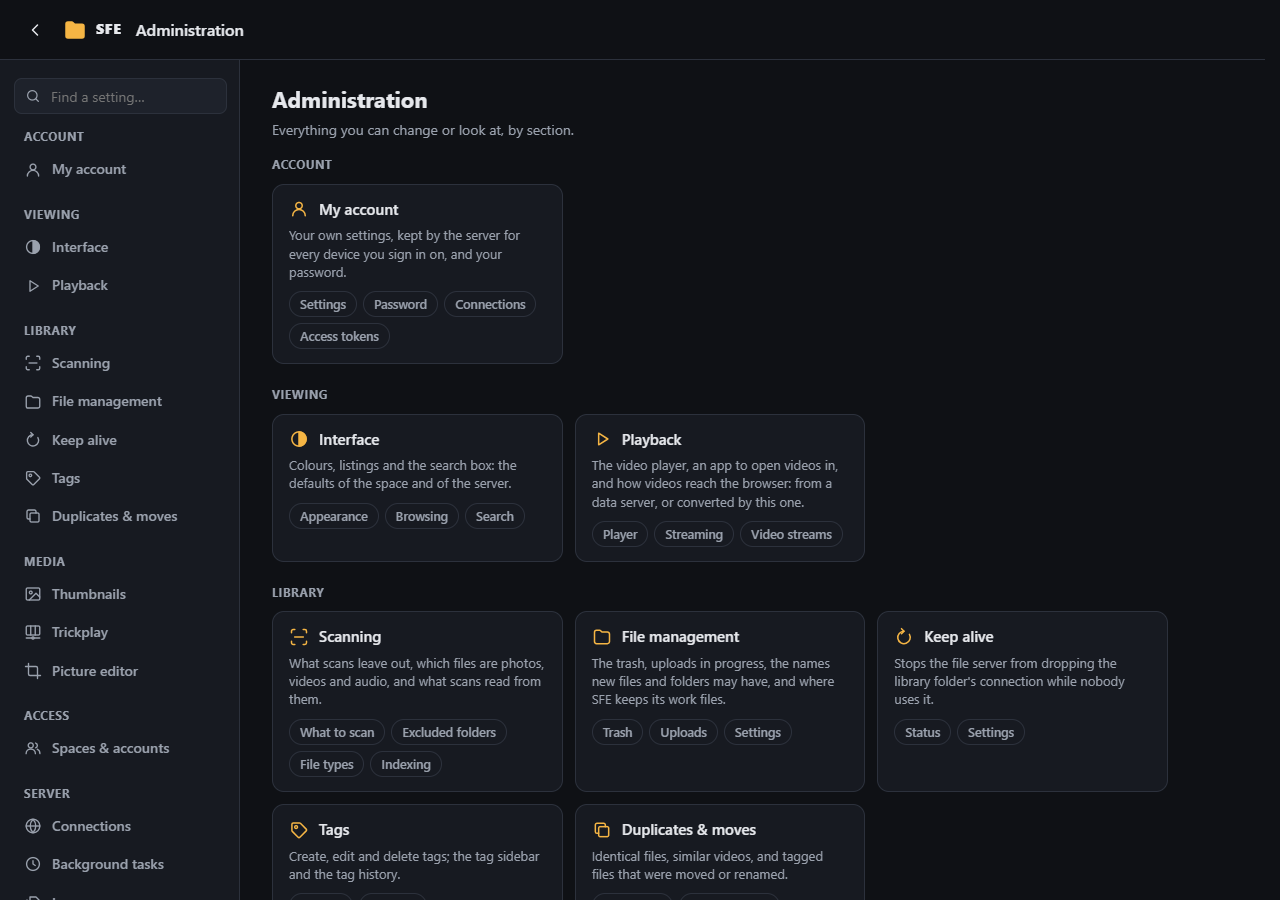 SFE Administration
Find a setting...
ACCOUNT
My account
VIEWING
Interface
Playback
LIBRARY
Scanning
File management
Keep alive
Tags
Duplicates & moves
MEDIA
Thumbnails
Trickplay
Picture editor
ACCESS
Spaces & accounts
SERVER
Connections
Background tasks
Administration
Everything you can change or look at, by section.
ACCOUNT
My account
Your own settings, kept by the server for
every device you sign in on, and your
password.
Settings Password Connections
Access tokens
VIEWING
Interface
Colours, listings and the search box: the
defaults of the space and of the server.
Appearance Browsing Search
Playback
The video player, an app to open videos in,
and how videos reach the browser: from a
data server, or converted by this one.
Player Streaming Video streams
LIBRARY
Scanning
What scans leave out, which files are photos,
videos and audio, and what scans read from
them.
What to scan Excluded folders
File types Indexing
File management
The trash, uploads in progress, the names
new files and folders may have, and where
SFE keeps its work files.
Trash Uploads Settings
Keep alive
Stops the file server from dropping the
library folder's connection while nobody
uses it.
Status Settings
Tags
Create, edit and delete tags; the tag sidebar
and the tag history.
Duplicates & moves
Identical files, similar videos, and tagged
files that were moved or renamed.